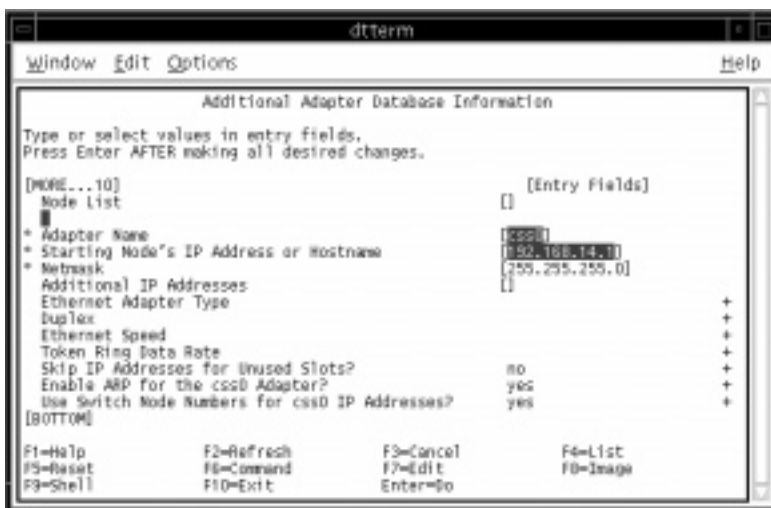 dtterm
Window Edit Options Help
Additional Adapter Database Information
Type or select values in entry fields.
Press Enter AFTER making all desired changes.
[MORE...10] [Entry Fields]
Node List []
* Adapter Name [css0]
* Starting Node's IP Address or Hostname [192.168.14.1]
* Netmask [255.255.255.0]
Additional IP Addresses []
Ethernet Adapter Type +
Duplex +
Ethernet Speed +
Token Ring Data Rate +
Skip IP Addresses for Unused Slots? no +
Enable ARP for the css0 Adapter? yes +
Use Switch Node Numbers for css0 IP Addresses? yes +
[BOTTOM]
F1=Help F2=Refresh F3=Cancel F4=List
F5=Reset F6=Command F7=Edit F8=Image
F9=Shell F10=Exit Enter=Do